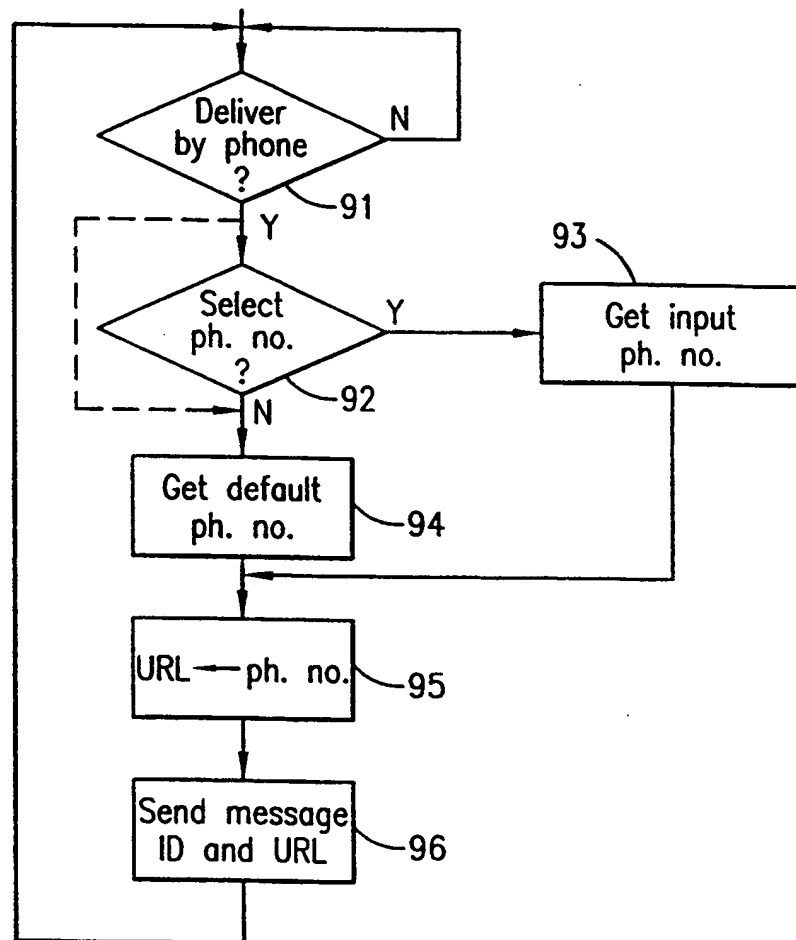 Deliver
by phone
?
N
91
Y
Select
ph. no.
?
Y
92
N
93
Get input
ph. no.
Get default
ph. no.
94
URL ← ph. no.
95
Send message
ID and URL
96